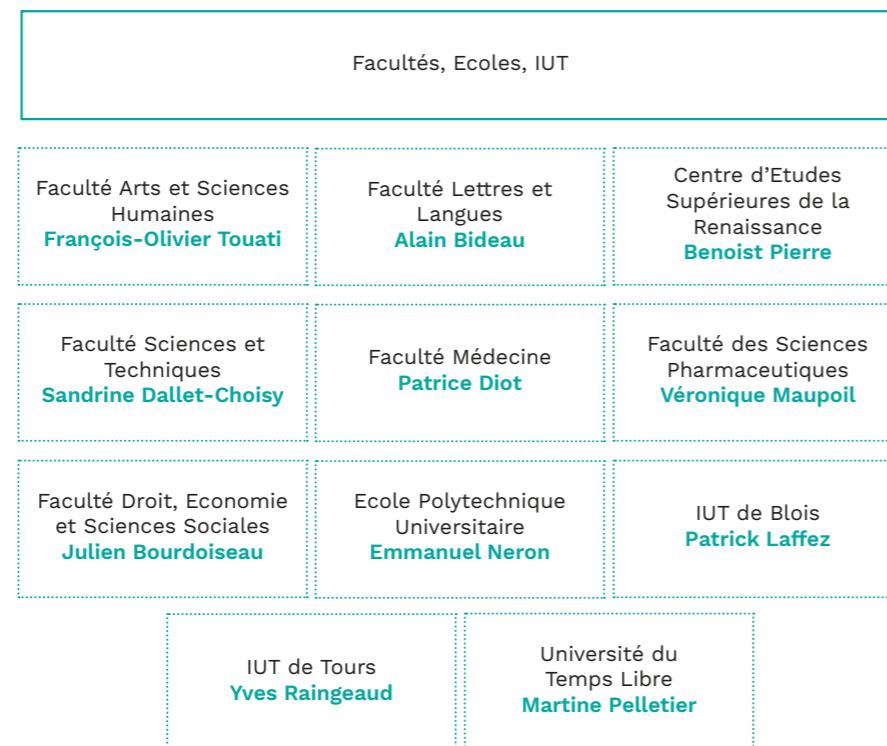 Facultés, Ecoles, IUT
Faculté Arts et Sciences
Humaines
François-Olivier Touati
Faculté Lettres et
Langues
Alain Bideau
Centre d’Etudes
Supérieures de la
Renaissance
Benoist Pierre
Faculté Sciences et
Techniques
Sandrine Dallet-Choisy
Faculté Médecine
Patrice Diot
Faculté des Sciences
Pharmaceutiques
Véronique Maupoil
Faculté Droit, Economie
et Sciences Sociales
Julien Bourdoiseau
Ecole Polytechnique
Universitaire
Emmanuel Neron
IUT de Blois
Patrick Laffez
IUT de Tours
Yves Raingeaud
Université du
Temps Libre
Martine Pelletier